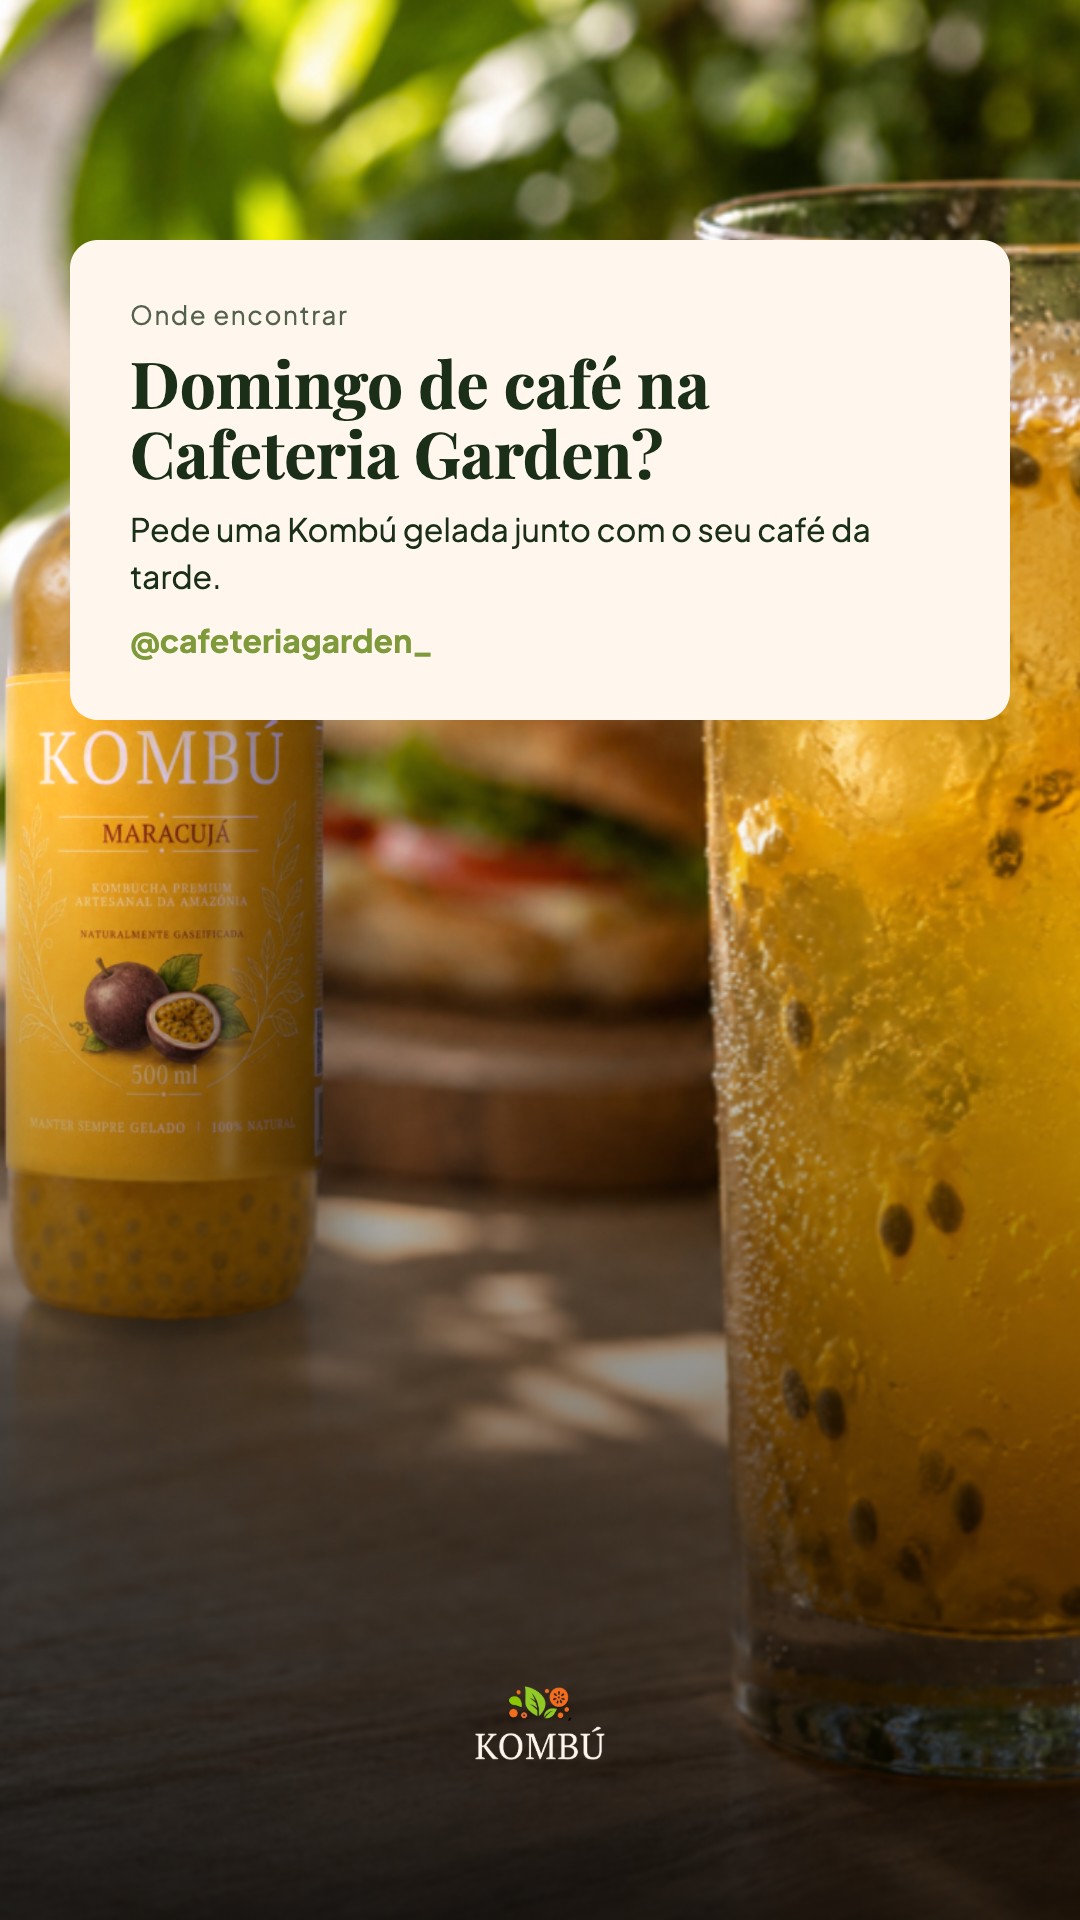 Onde encontrar
Domingo de café na
Cafeteria Garden?
Pede uma Kombú gelada junto com o seu café da
tarde.
@cafeteriagarden_
KOMBÚ
MARACUJÁ
KOMBUCHA PREMIUM
ARTESANAL DA AMAZÔNIA
NATURALMENTE GASEIFICADA
500 ml
MANTER SEMPRE GELADO | 100% NATURAL
KOMBÚ